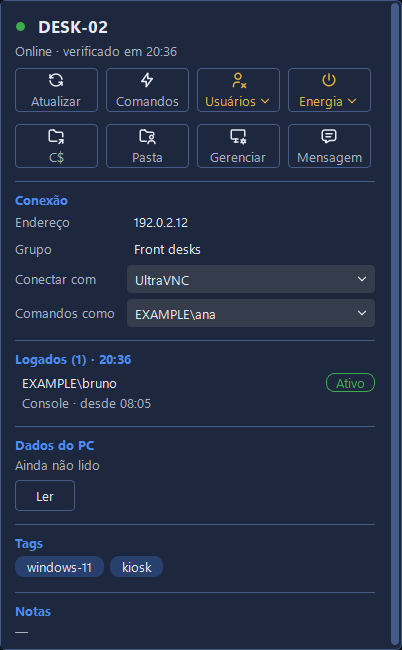 DESK-02
Online · verificado em 20:36
Atualizar
Comandos
Usuários
Energia
C$
Pasta
Gerenciar
Mensagem
Conexão
Endereço 192.0.2.12
Grupo Front desks
Conectar com UltraVNC
Comandos como EXAMPLE\ana
Logados (1) · 20:36
EXAMPLE\bruno Ativo
Console · desde 08:05
Dados do PC
Ainda não lido
Ler
Tags
windows-11 kiosk
Notas
—